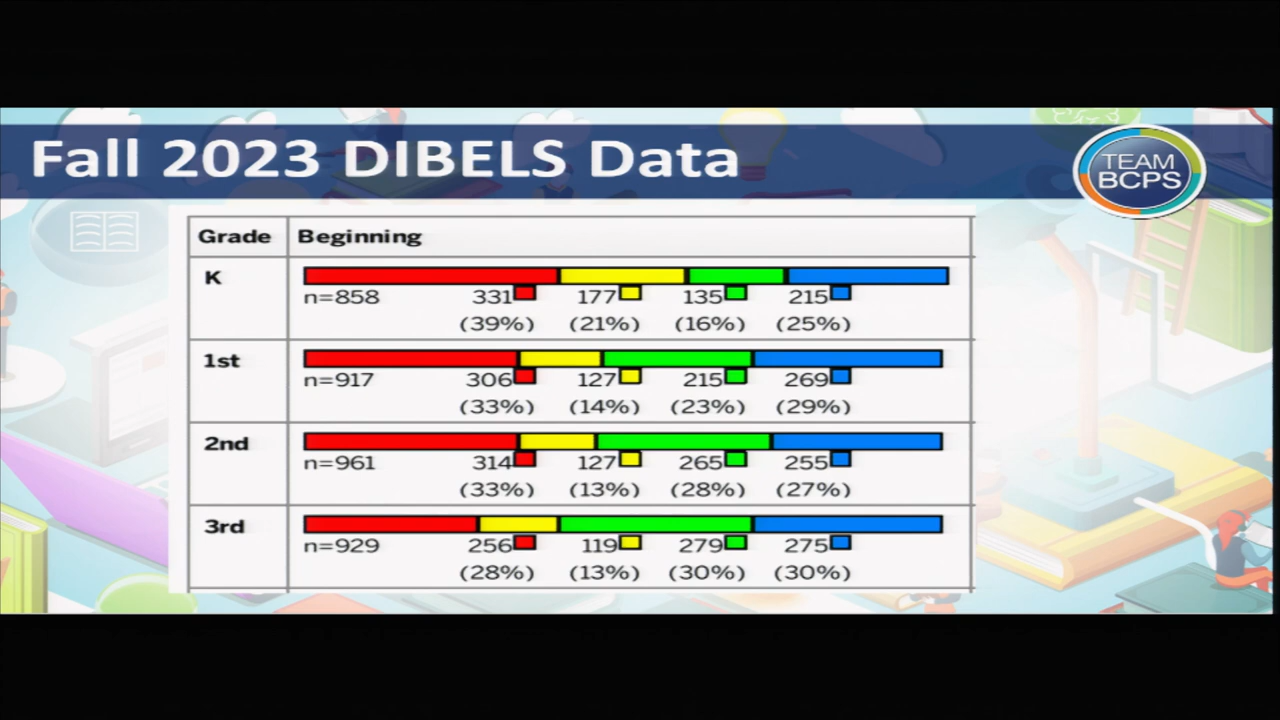 Fall 2023 DIBELS Data
TEAM
BCPS
Grade Beginning
K
n=858 331 177 135 215
(39%) (21%) (16%) (25%)
1st
n=917 306 127 215 269
(33%) (14%) (23%) (29%)
2nd
n=961 314 127 265 255
(33%) (13%) (28%) (27%)
3rd
n=929 256 119 279 275
(28%) (13%) (30%) (30%)